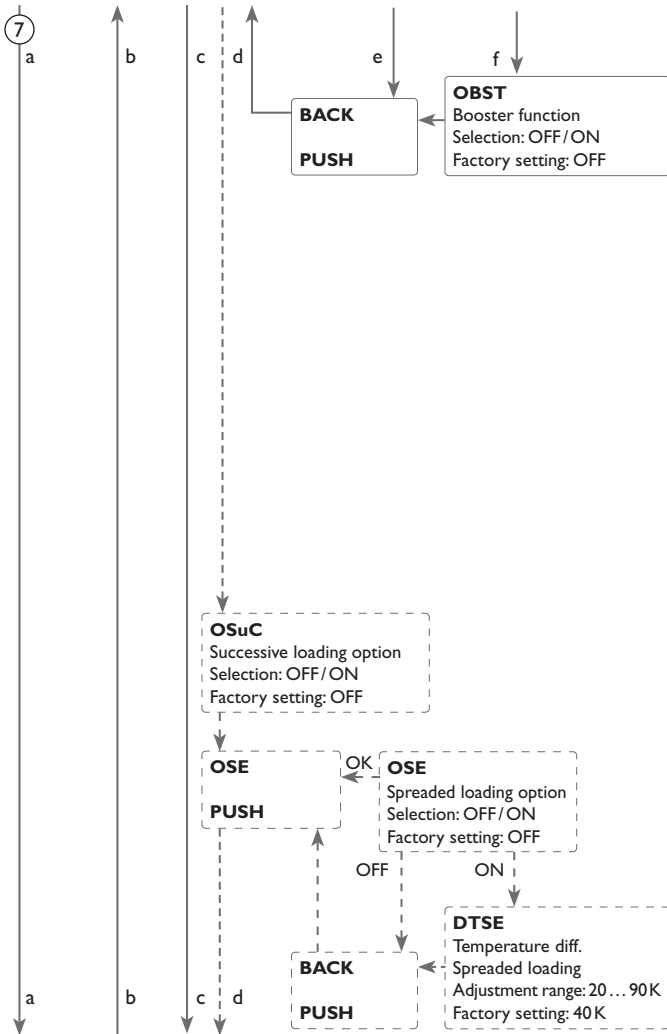 7
a b c d e f
BACK
PUSH
OBST
Booster function
Selection: OFF/ON
Factory setting: OFF
OSuC
Successive loading option
Selection: OFF/ON
Factory setting: OFF
OSE
PUSH
OK
OSE
Spreaded loading option
Selection: OFF/ON
Factory setting: OFF
OFF ON
BACK
PUSH
DTSE
Temperature diff.
Spreaded loading
Adjustment range: 20 ... 90 K
Factory setting: 40 K
a b c d